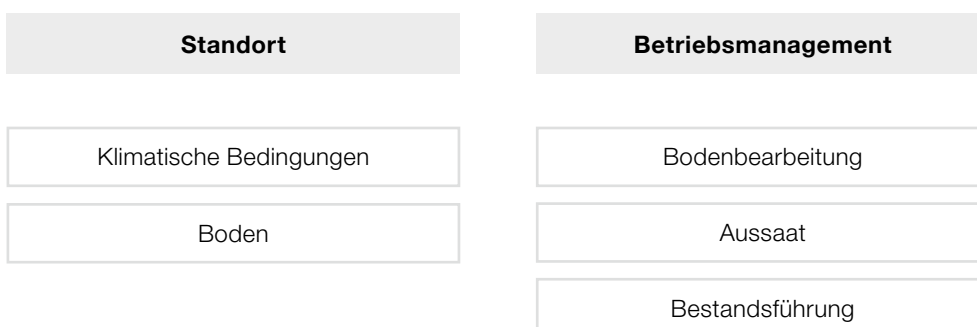 Standort
Klimatische Bedingungen
Boden
Betriebsmanagement
Bodenbearbeitung
Aussaat
Bestandsführung